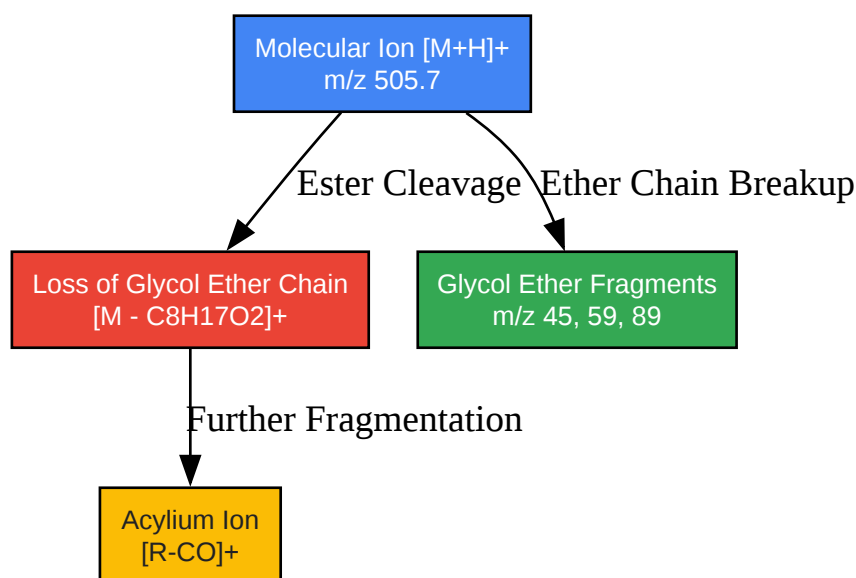 Molecular Ion [M+H]+
m/z 505.7
Ester Cleavage
Ether Chain Breakup
Loss of Glycol Ether Chain
[M - C8H17O2]+
Glycol Ether Fragments
m/z 45, 59, 89
Further Fragmentation
Acylium Ion
[R-CO]+